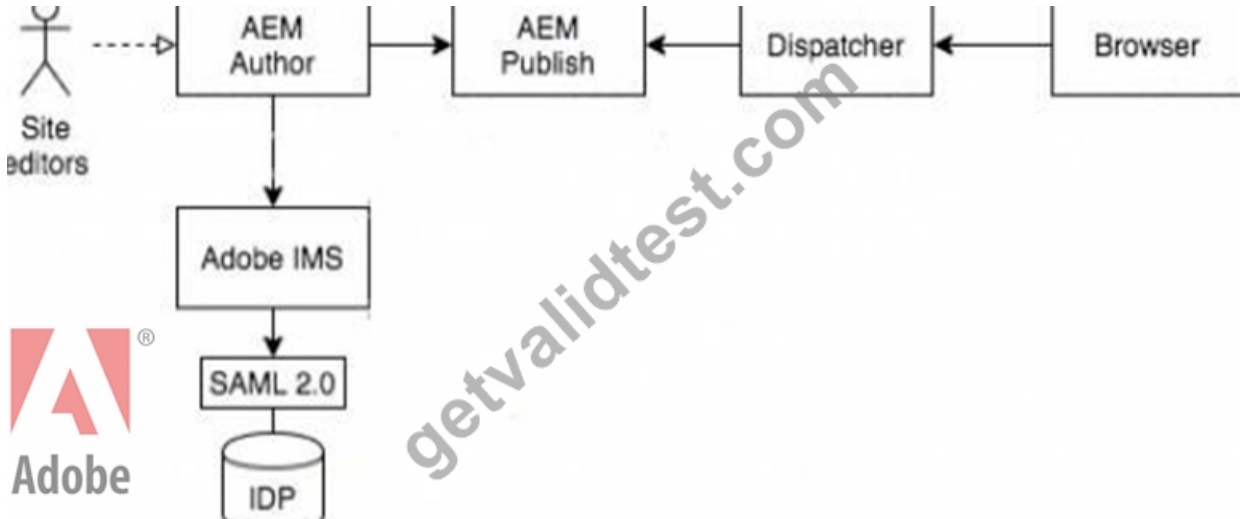 AEM
Author
AEM
Publish
Dispatcher
Browser
Site
editors
Adobe IMS
SAML 2.0
IDP
Adobe
®
getvalidtest.com